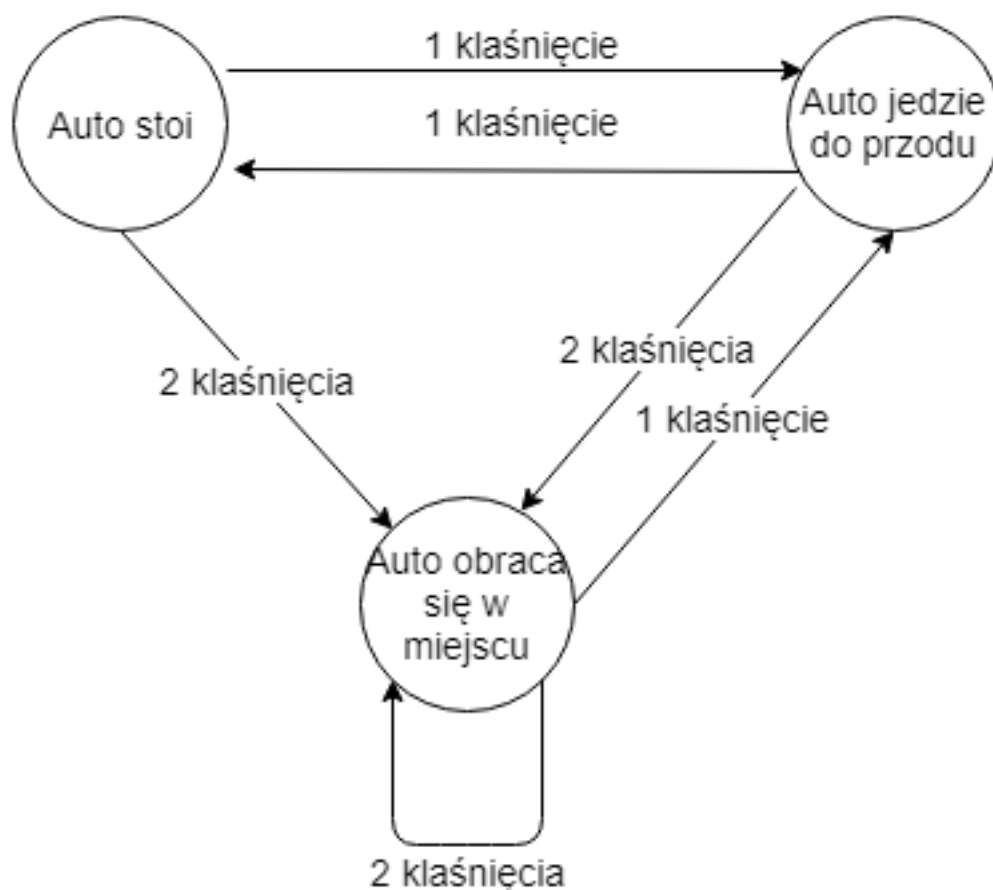 1 klaśnięcie
Auto stoi
1 klaśnięcie
Auto jedzie
do przodu
2 klaśnięcia
2 klaśnięcia
1 klaśnięcie
Auto obraca
się w
miejscu
2 klaśnięcia